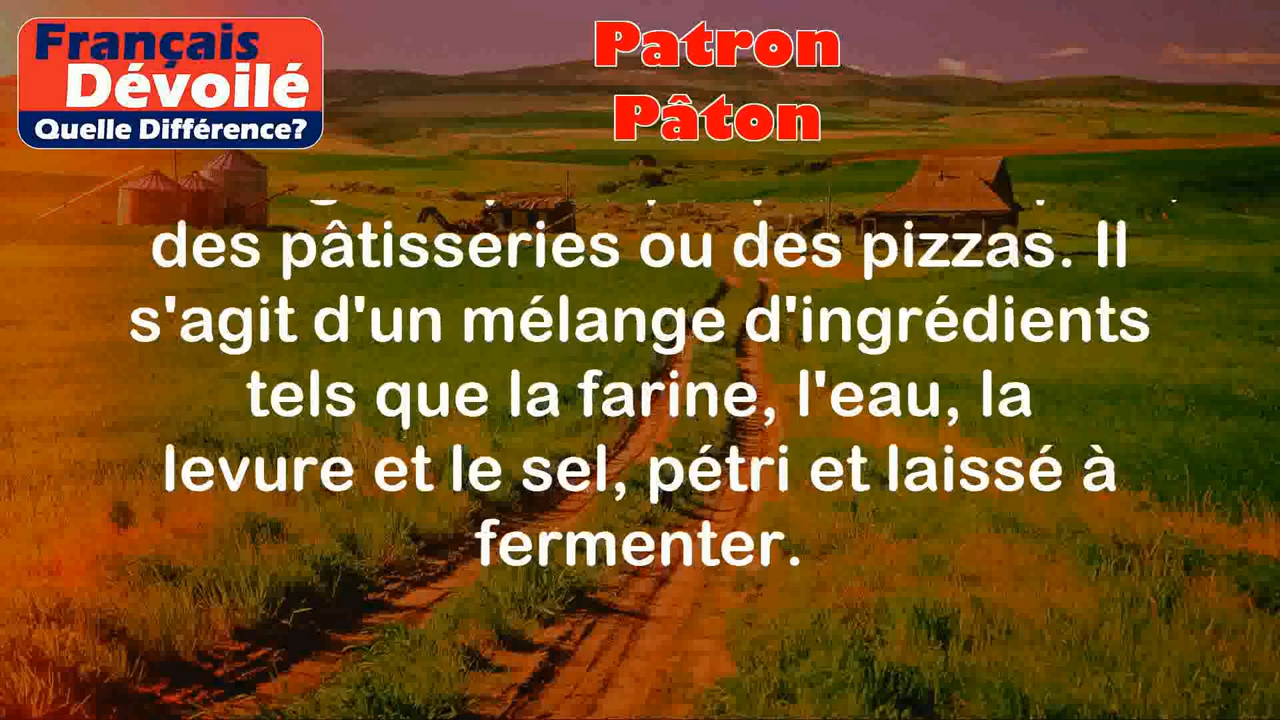 Français
Dévoilé
Quelle Différence?
Patron
Pâton
des pâtisseries ou des pizzas. Il
s'agit d'un mélange d'ingrédients
tels que la farine, l'eau, la
levure et le sel, pétri et laissé à
fermenter.